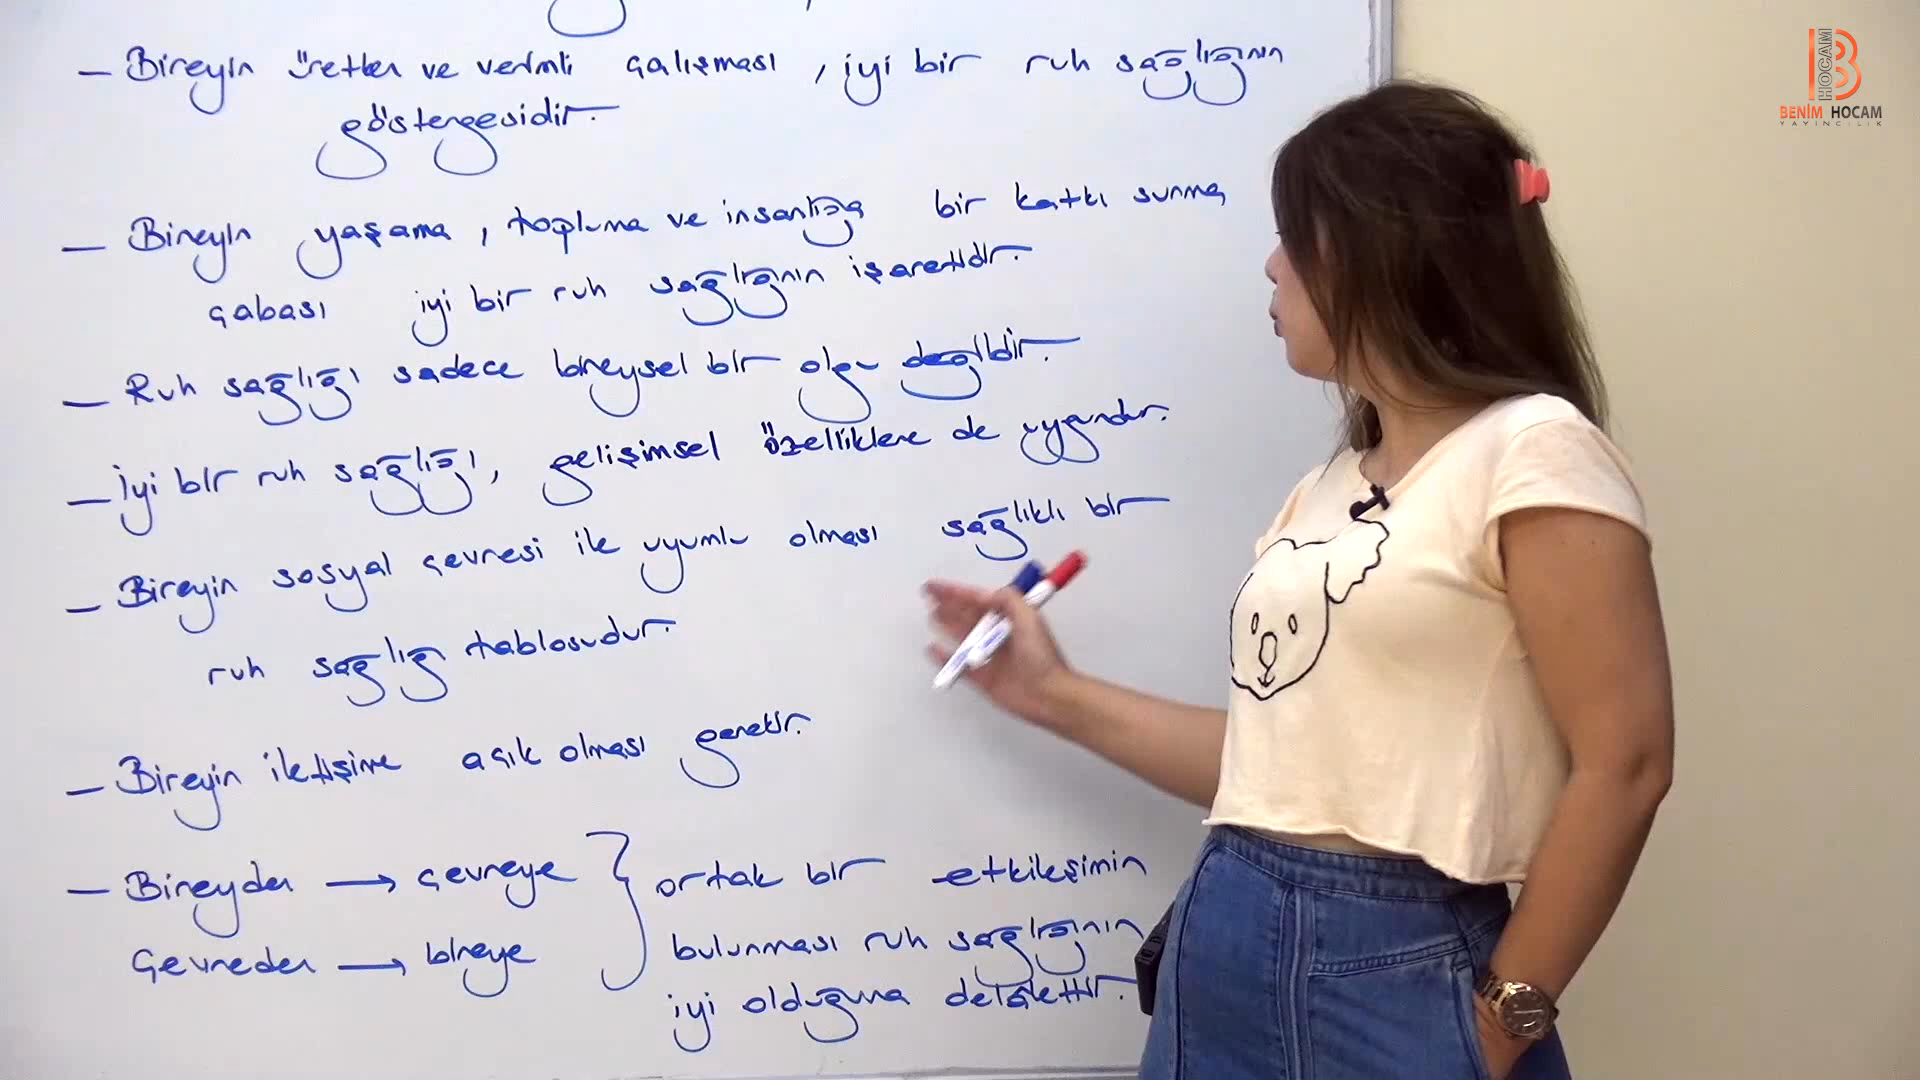 — Bireyin üretken ve verimli çalışması, iyi bir ruh sağlığının
göstergesidir.
— Bireyin yaşama, topluma ve insanlığa bir katkı sunma
çabası iyi bir ruh sağlığının işaretidir.
— Ruh sağlığı sadece bireysel bir olgu değildir.
— İyi bir ruh sağlığı, gelişimsel özelliklere de uygundur.
— Bireyin sosyal çevresi ile uyumlu olması sağlıklı bir
ruh sağlığı tablosudur.
— Bireyin iletişime açık olması gerekir.
— Bireyden → çevreye } ortak bir etkileşimin
Çevreden → bireye bulunması ruh sağlığının
iyi olduğuna delalettir.
B HOCAM
BENİM HOCAM
YAYINCILIK